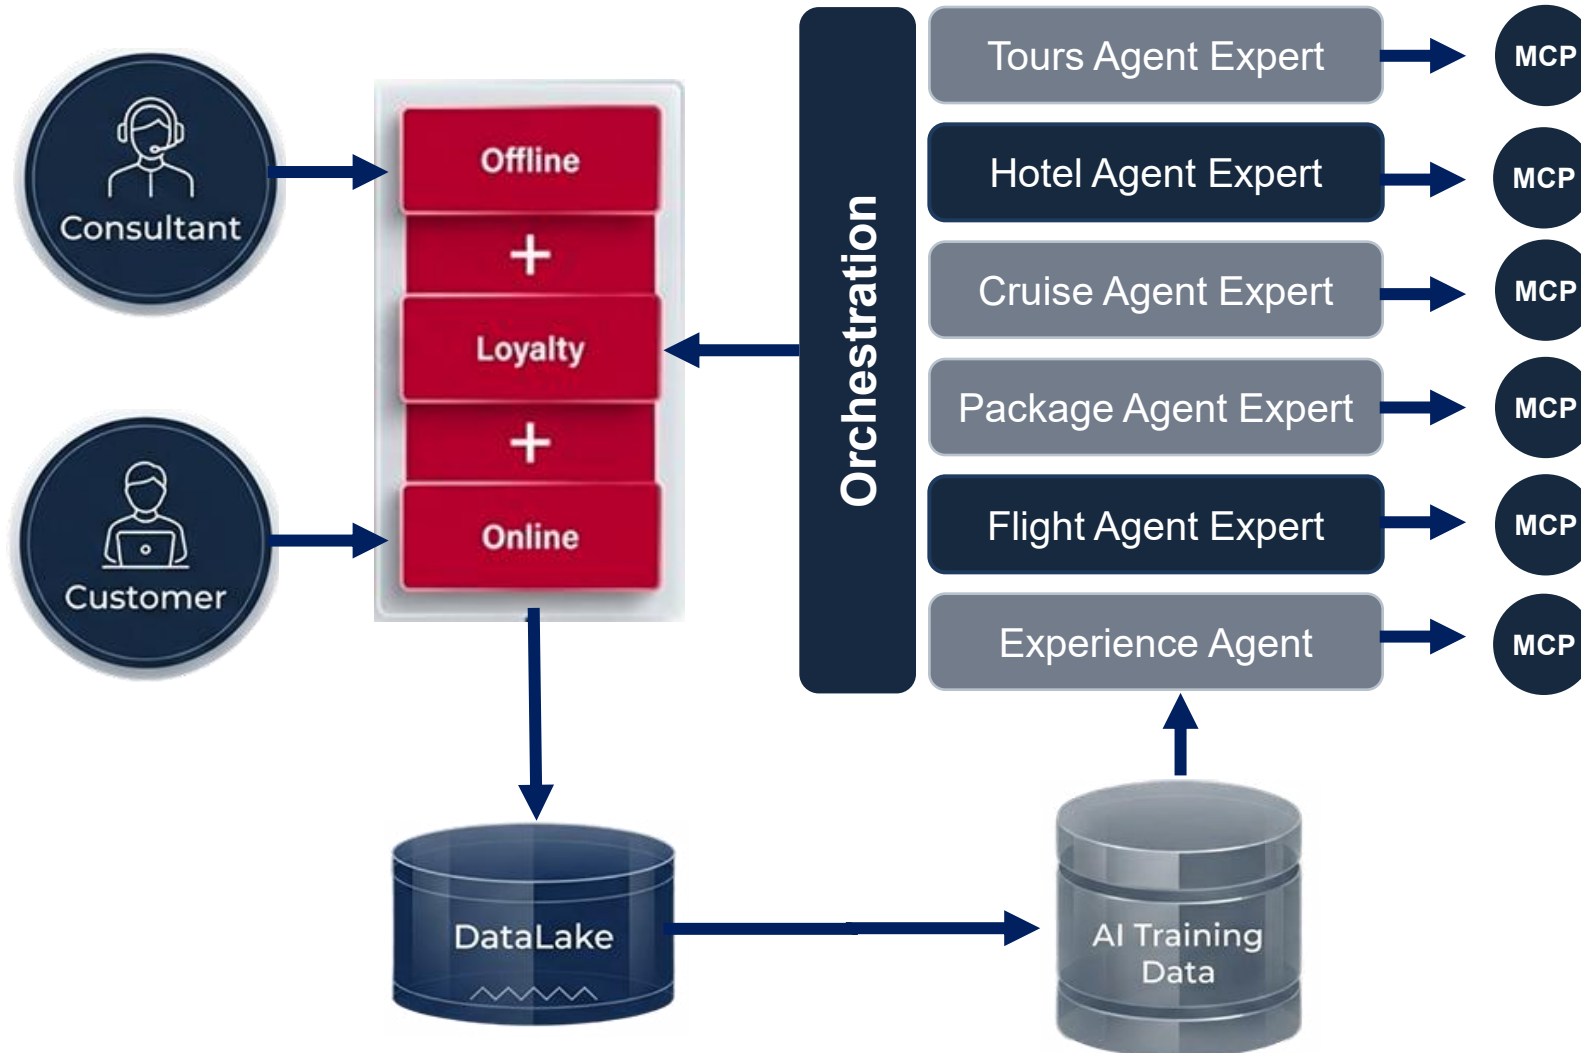 Consultant
Customer
Offline
+
Loyalty
+
Online
Orchestration
Tours Agent Expert
MCP
Hotel Agent Expert
MCP
Cruise Agent Expert
MCP
Package Agent Expert
MCP
Flight Agent Expert
MCP
Experience Agent
MCP
DataLake
AI Training
Data